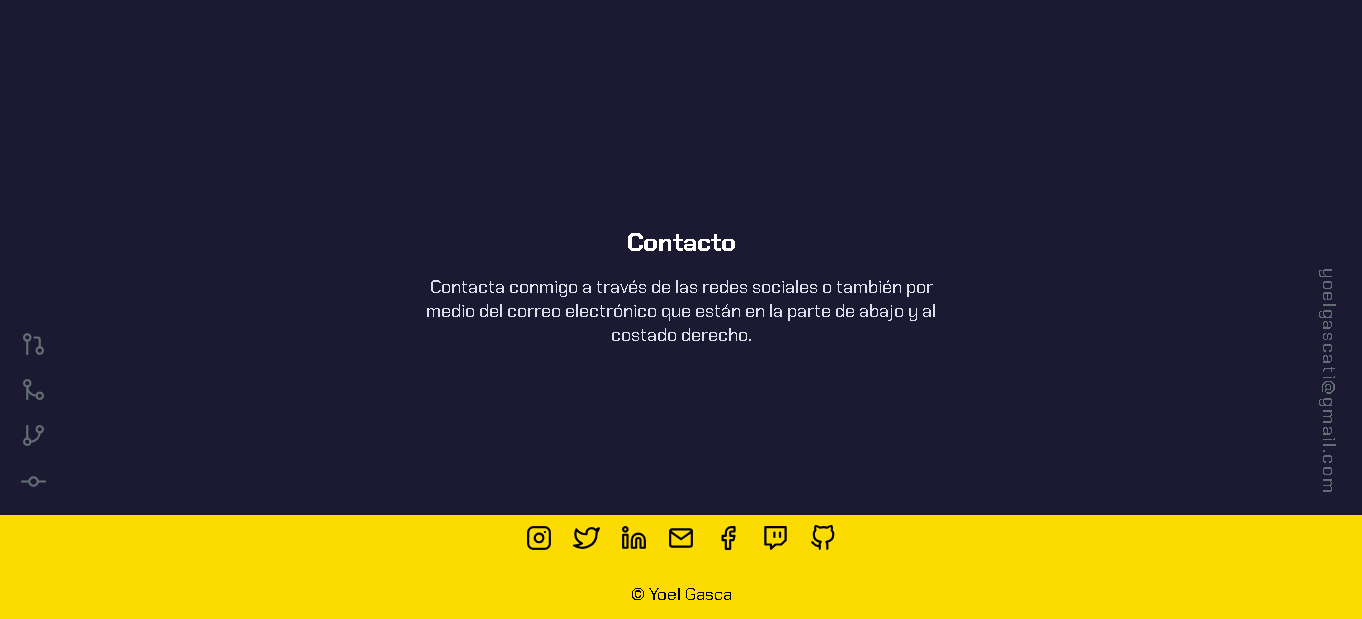 Contacto
Contacta conmigo a través de las redes sociales o también por
medio del correo electrónico que están en la parte de abajo y al
costado derecho.
yoelgascati@gmail.com
© Yoel Gasca